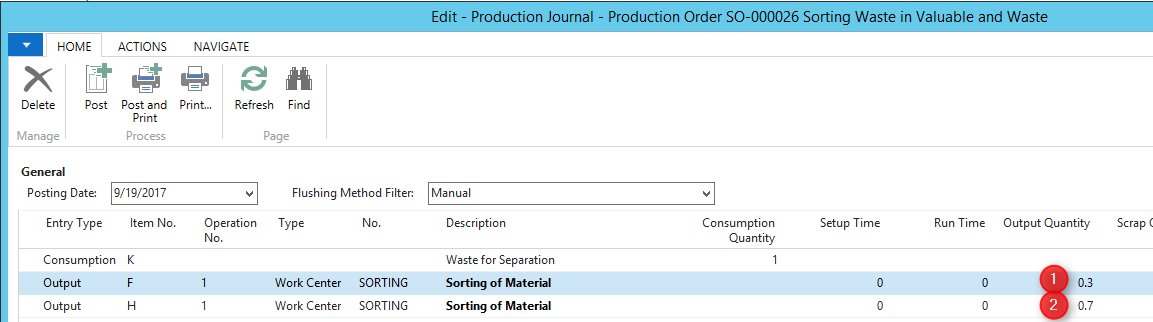 Edit - Production Journal - Production Order SO-000026 Sorting Waste in Valuable and Waste
HOME ACTIONS NAVIGATE
Delete Post Post and Print Print... Refresh Find
Manage Process Page
General
Posting Date: 9/19/2017 Flushing Method Filter: Manual
Entry Type Item No. Operation No. Type No. Description Consumption Quantity Setup Time Run Time Output Quantity Scrap
Consumption K Waste for Separation 1
Output F 1 Work Center SORTING Sorting of Material 0 0 1 0.3
Output H 1 Work Center SORTING Sorting of Material 0 0 2 0.7